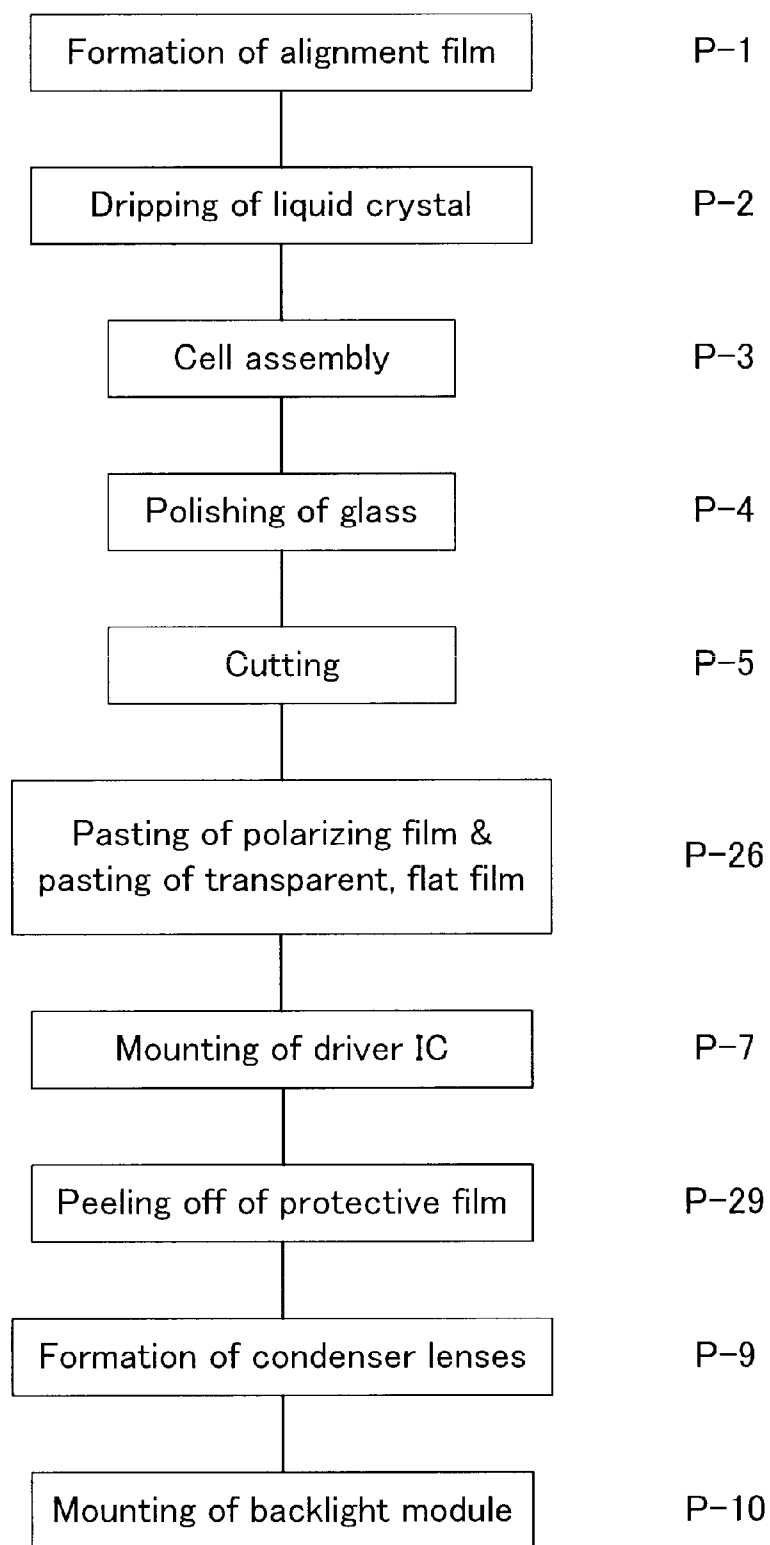 Formation of alignment film P-1
Dripping of liquid crystal P-2
Cell assembly P-3
Polishing of glass P-4
Cutting P-5
Pasting of polarizing film &
pasting of transparent, flat film P-26
Mounting of driver IC P-7
Peeling off of protective film P-29
Formation of condenser lenses P-9
Mounting of backlight module P-10